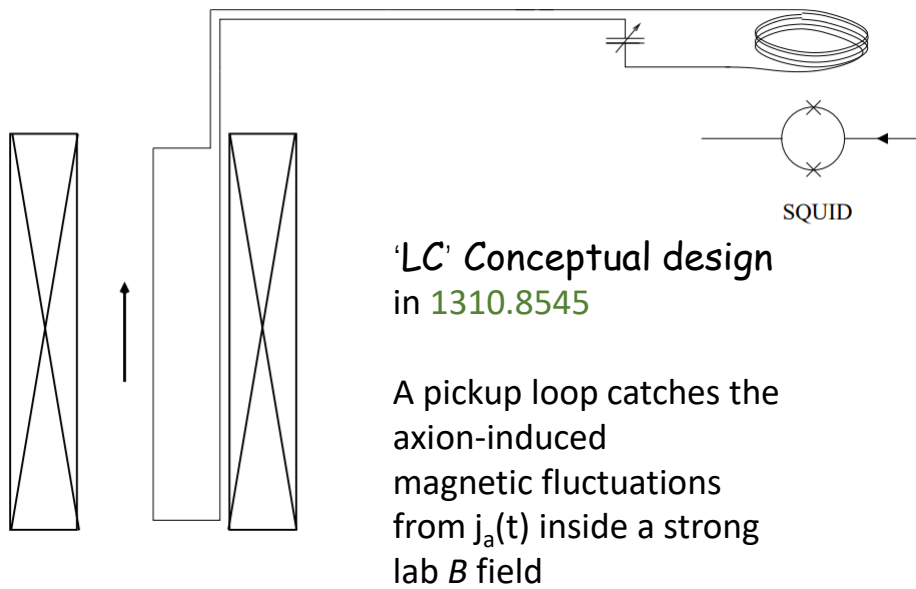 SQUID
‘LC’ Conceptual design
in 1310.8545
A pickup loop catches the
axion-induced
magnetic fluctuations
from jₐ(t) inside a strong
lab B field